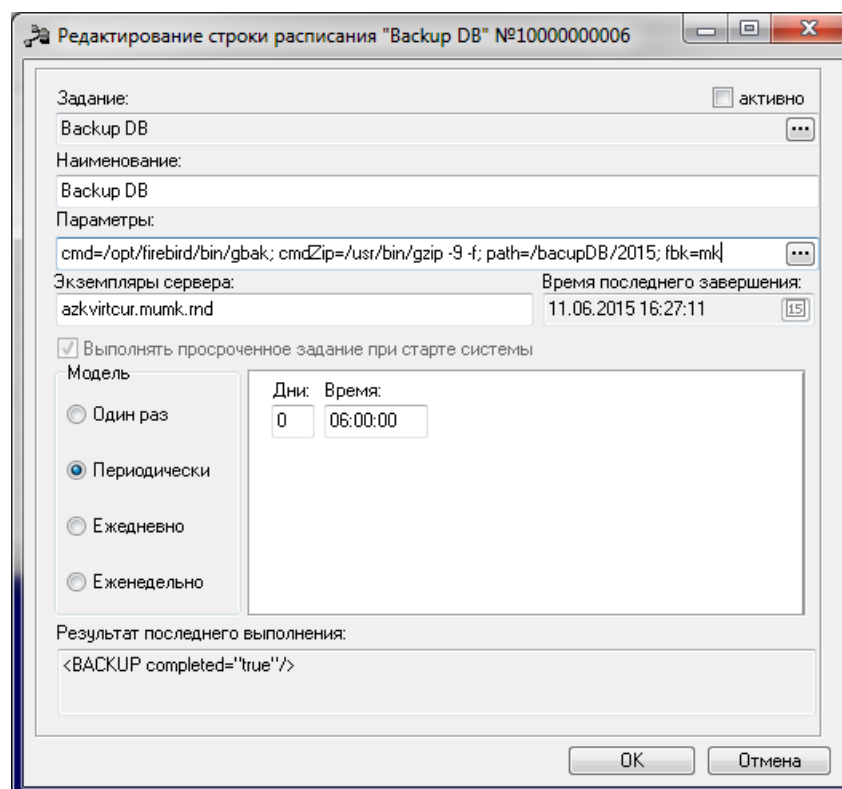 Редактирование строки расписания "Backup DB" №10000000006
Задание:
активно
Backup DB
Наименование:
Backup DB
Параметры:
cmd=/opt/firebird/bin/gbak; cmdZip=/usr/bin/gzip -9 -f; path=/bacupDB/2015; fbk=mk
Экземпляры сервера:
Время последнего завершения:
azkvirtcur.mumk.rnd
11.06.2015 16:27:11
15
Выполнять просроченное задание при старте системы
Модель
Дни: Время:
Один раз
0 06:00:00
Периодически
Ежедневно
Еженедельно
Результат последнего выполнения:
<BACKUP completed="true"/>
OK
Отмена